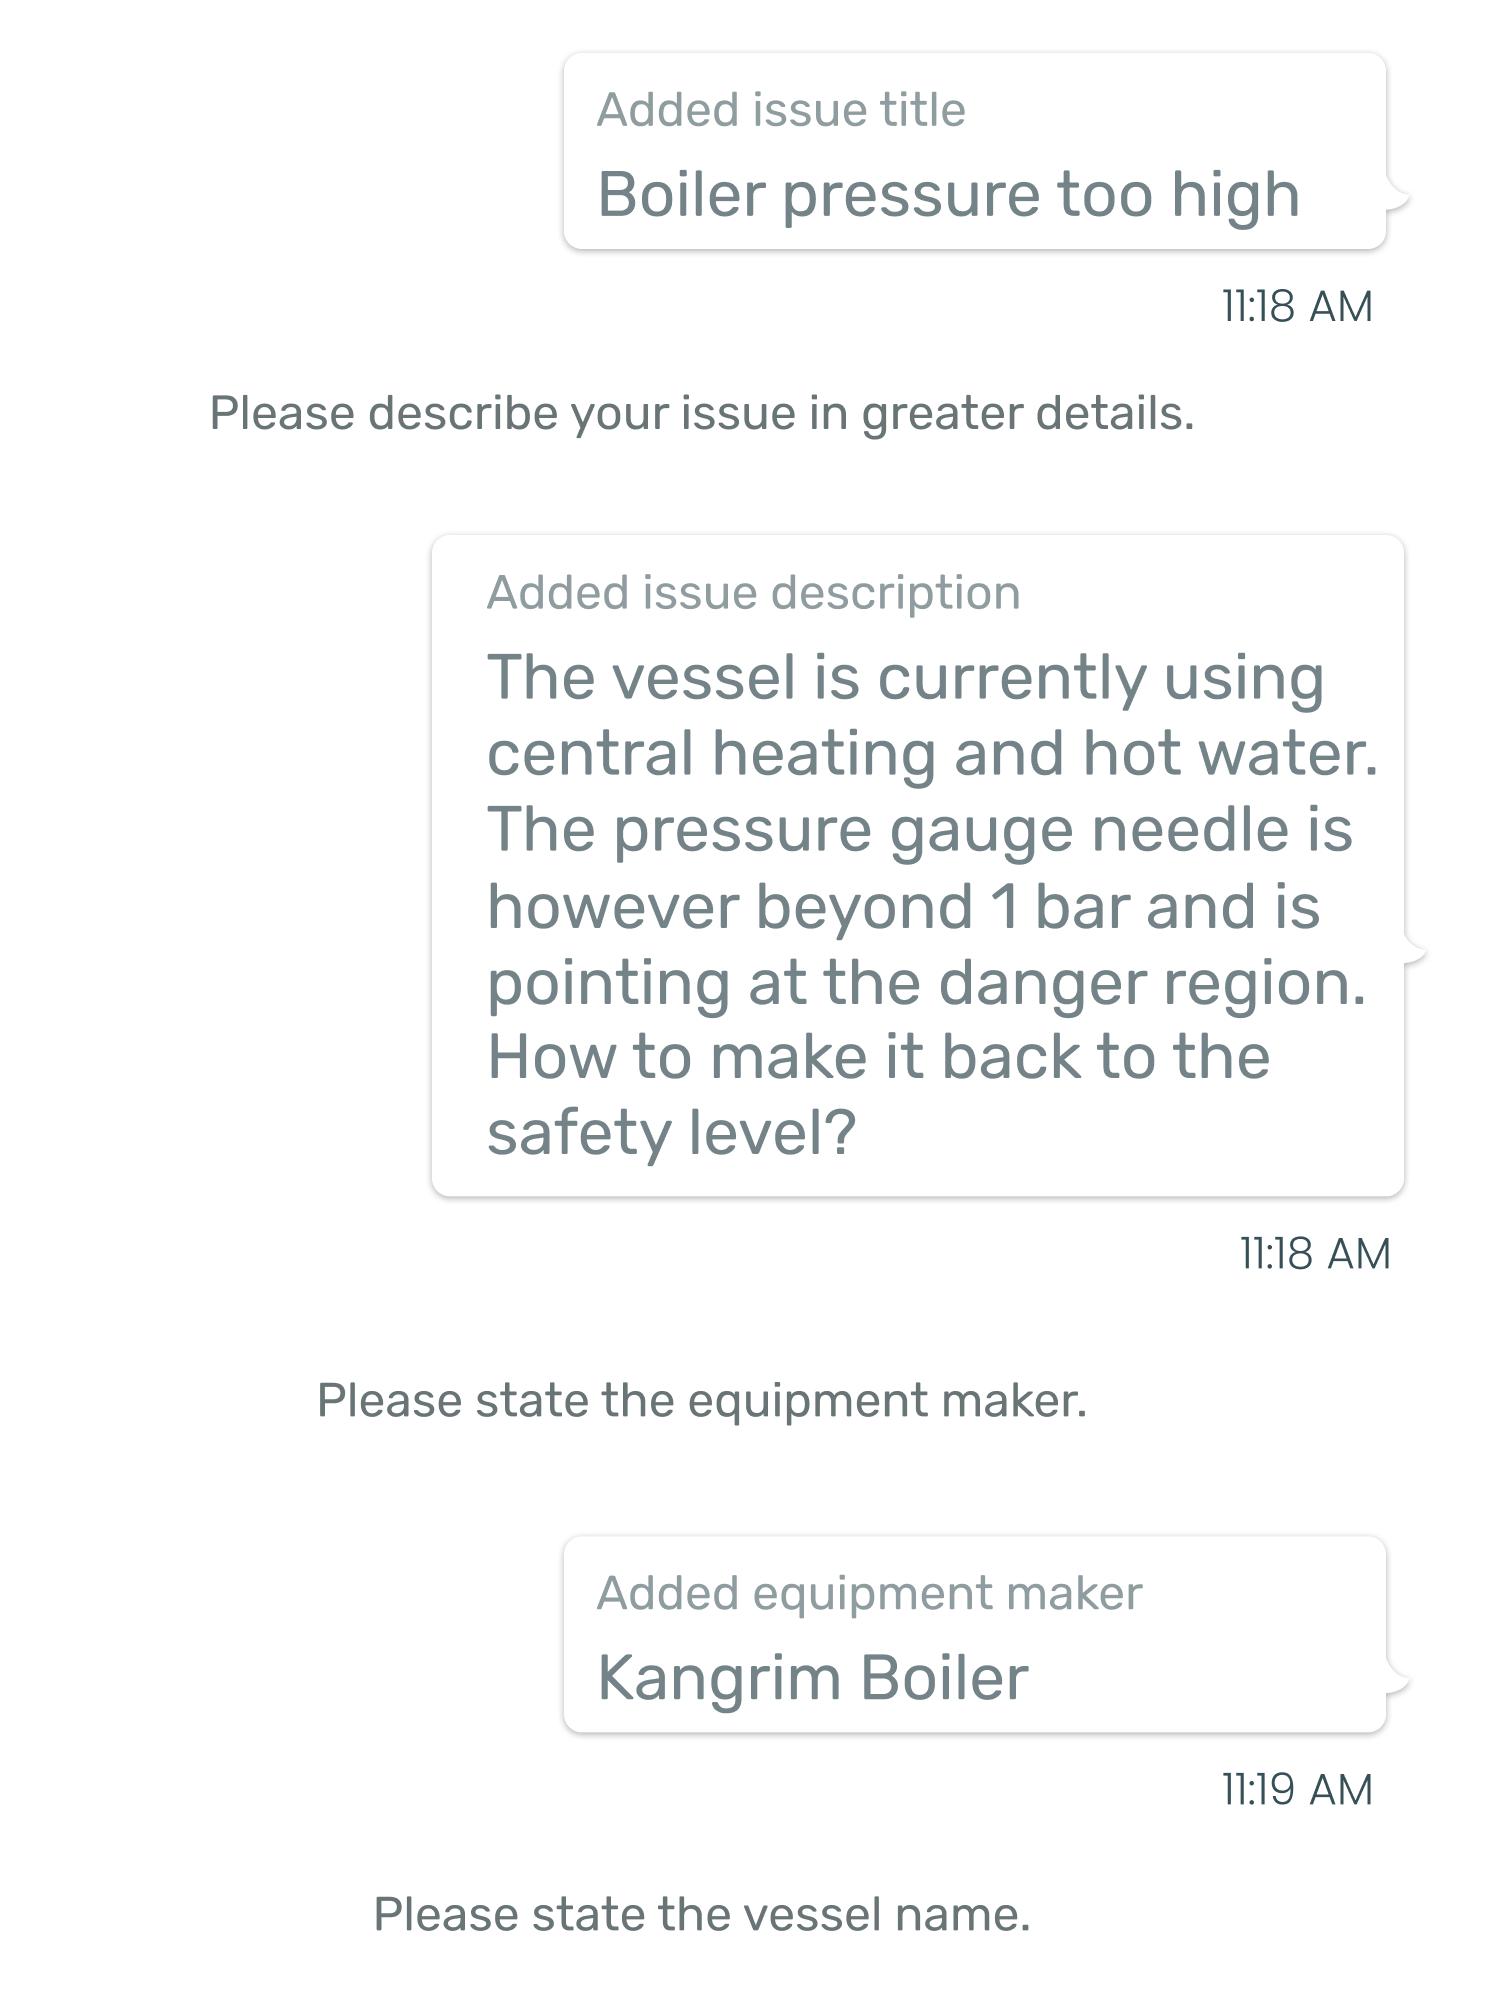 Added issue title
Boiler pressure too high
11:18 AM
Please describe your issue in greater details.
Added issue description
The vessel is currently using
central heating and hot water.
The pressure gauge needle is
however beyond 1 bar and is
pointing at the danger region.
How to make it back to the
safety level?
11:18 AM
Please state the equipment maker.
Added equipment maker
Kangrim Boiler
11:19 AM
Please state the vessel name.